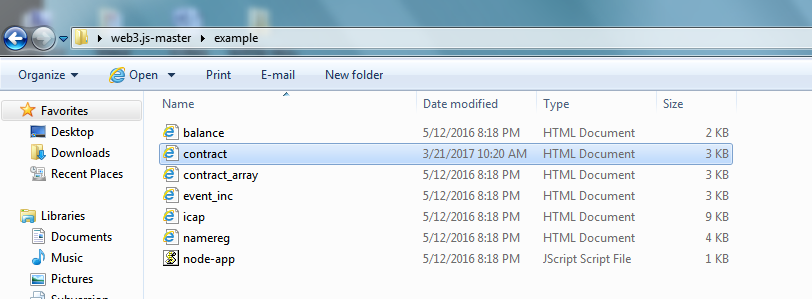 web3.js-master ▸ example
Organize Open Print E-mail New folder
Favorites
Desktop
Downloads
Recent Places
Libraries
Documents
Music
Pictures
Subversion
Name Date modified Type Size
balance 5/12/2016 8:18 PM HTML Document 2 KB
contract 3/21/2017 10:20 AM HTML Document 3 KB
contract_array 5/12/2016 8:18 PM HTML Document 3 KB
event_inc 5/12/2016 8:18 PM HTML Document 3 KB
icap 5/12/2016 8:18 PM HTML Document 9 KB
namereg 5/12/2016 8:18 PM HTML Document 4 KB
node-app 5/12/2016 8:18 PM JScript Script File 1 KB